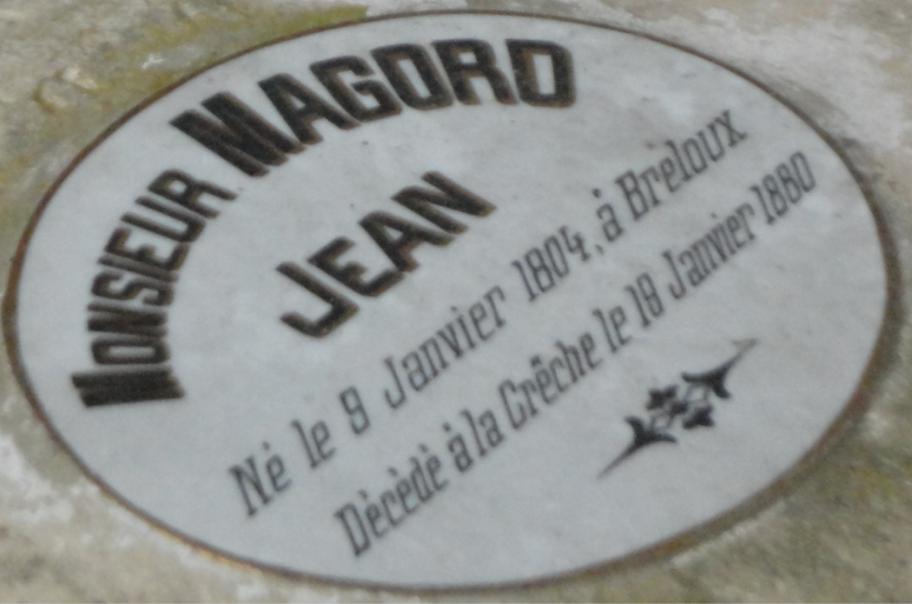 MONSIEUR MAGORD
JEAN
Né le 9 Janvier 1804, à Breloux
Décédé à la Crêche le 18 Janvier 1880